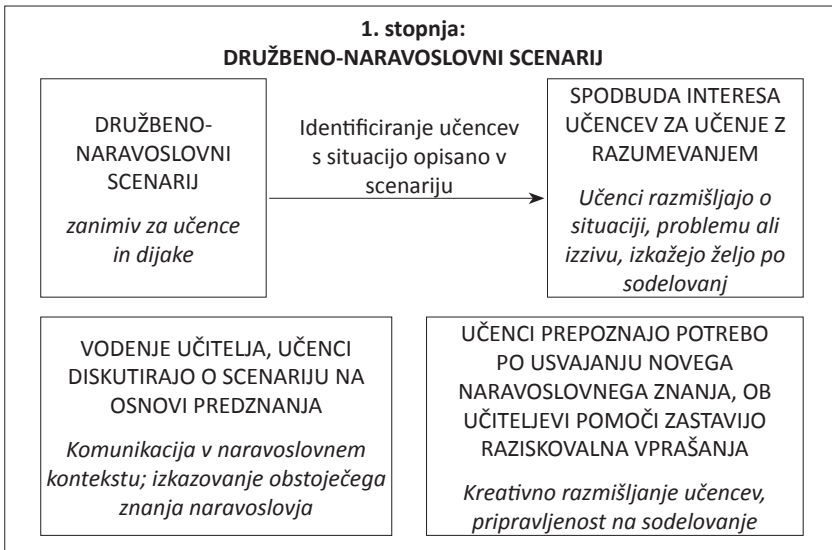 1. stopnja:
DRUŽBENO-NARAVOSLOVNI SCENARIJ
DRUŽBENO-
NARAVOSLOVNI
SCENARIJ
zanimiv za učence
in dijake
Identificiranje učencev
s situacijo opisano v
scenariju
SPODBUDA INTERESA
UČENCEV ZA UČENJE Z
RAZUMEVANJEM
Učenci razmišljajo o
situaciji, problemu ali
izzivu, izkažejo željo po
sodelovanj
VODENJE UČITELJA, UČENCI
DISKUTIRAJO O SCENARIJU NA
OSNOVI PREDZNANJA
Komunikacija v naravoslovnem
kontekstu; izkazovanje obstoječega
znanja naravoslovja
UČENCI PREPOZNAJO POTREBO
PO USVAJANJU NOVEGA
NARAVOSLOVNEGA ZNANJA, OB
UČITELJEVI POMOČI ZASTAVIJO
RAZISKOVALNA VPRAŠANJA
Kreativno razmišljanje učencev,
pripravljenost na sodelovanje